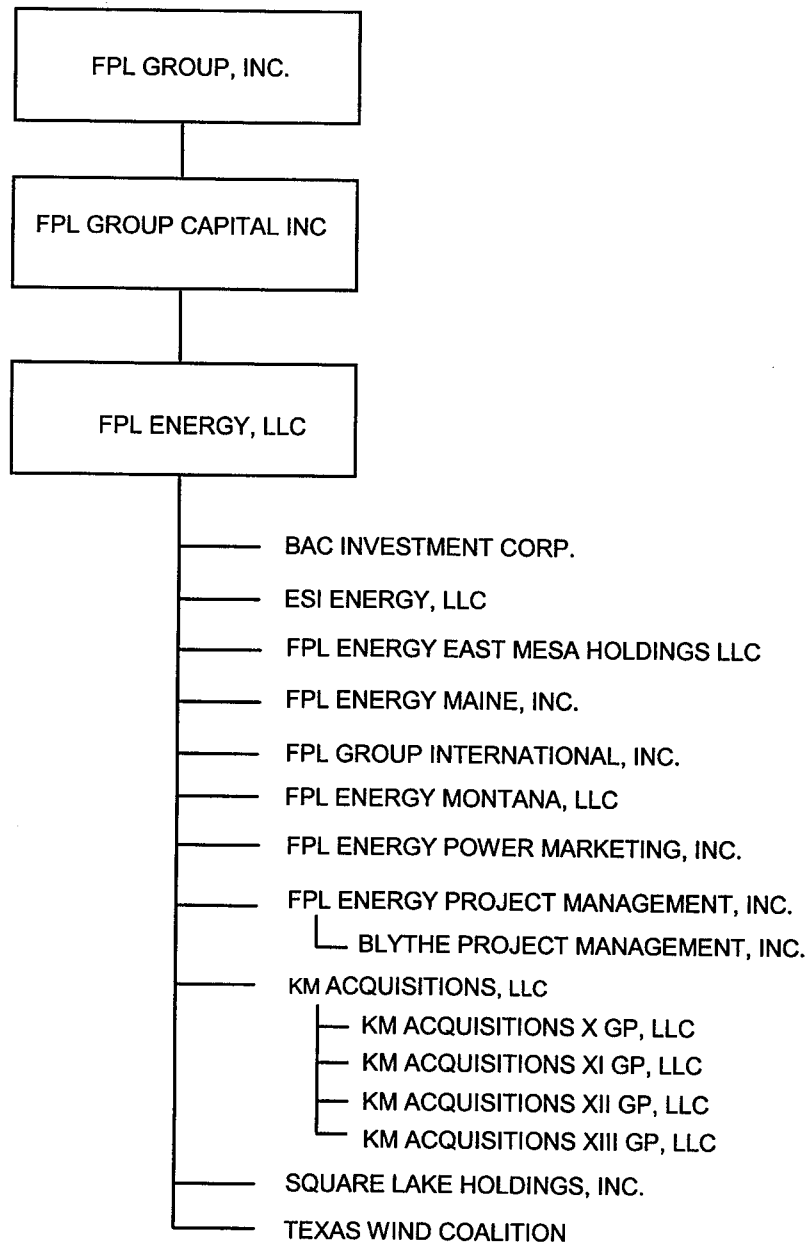 FPL GROUP, INC.
FPL GROUP CAPITAL INC
FPL ENERGY, LLC
BAC INVESTMENT CORP.
ESI ENERGY, LLC
FPL ENERGY EAST MESA HOLDINGS LLC
FPL ENERGY MAINE, INC.
FPL GROUP INTERNATIONAL, INC.
FPL ENERGY MONTANA, LLC
FPL ENERGY POWER MARKETING, INC.
FPL ENERGY PROJECT MANAGEMENT, INC.
BLYTHE PROJECT MANAGEMENT, INC.
KM ACQUISITIONS, LLC
KM ACQUISITIONS X GP, LLC
KM ACQUISITIONS XI GP, LLC
KM ACQUISITIONS XII GP, LLC
KM ACQUISITIONS XIII GP, LLC
SQUARE LAKE HOLDINGS, INC.
TEXAS WIND COALITION